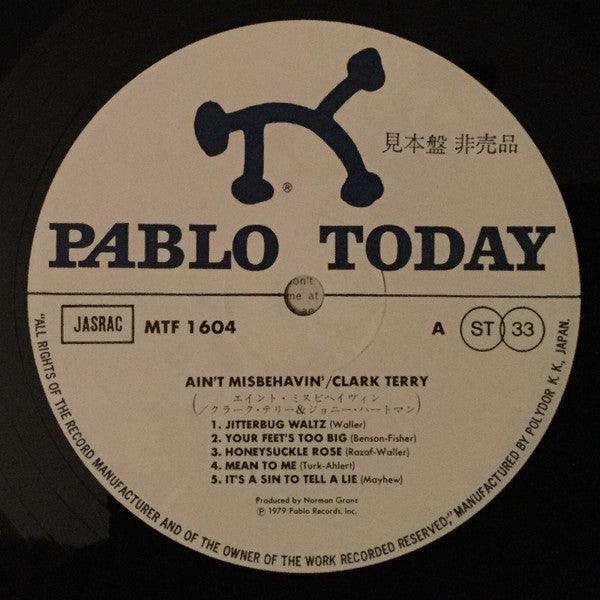 見本盤 非売品
®
PABLO TODAY
on't
me at
JASRAC
MTF 1604
A
ST 33
AIN'T MISBEHAVIN'/CLARK TERRY
(エイント・ミスビヘイヴィン
/クラーク・テリー&ジョニー・ハートマン)
1. JITTERBUG WALTZ (Waller)
2. YOUR FEET'S TOO BIG (Benson-Fisher)
3. HONEYSUCKLE ROSE (Razaf-Waller)
4. MEAN TO ME (Turk-Ahlert)
5. IT'S A SIN TO TELL A LIE (Mayhew)
Produced by Norman Granz
℗ 1979 Pablo Records, Inc.
"ALL RIGHTS OF THE RECORD MANUFACTURER AND OF THE OWNER OF THE WORK RECORDED RESERVED;" MANUFACTURED BY POLYDOR K.K., JAPAN.